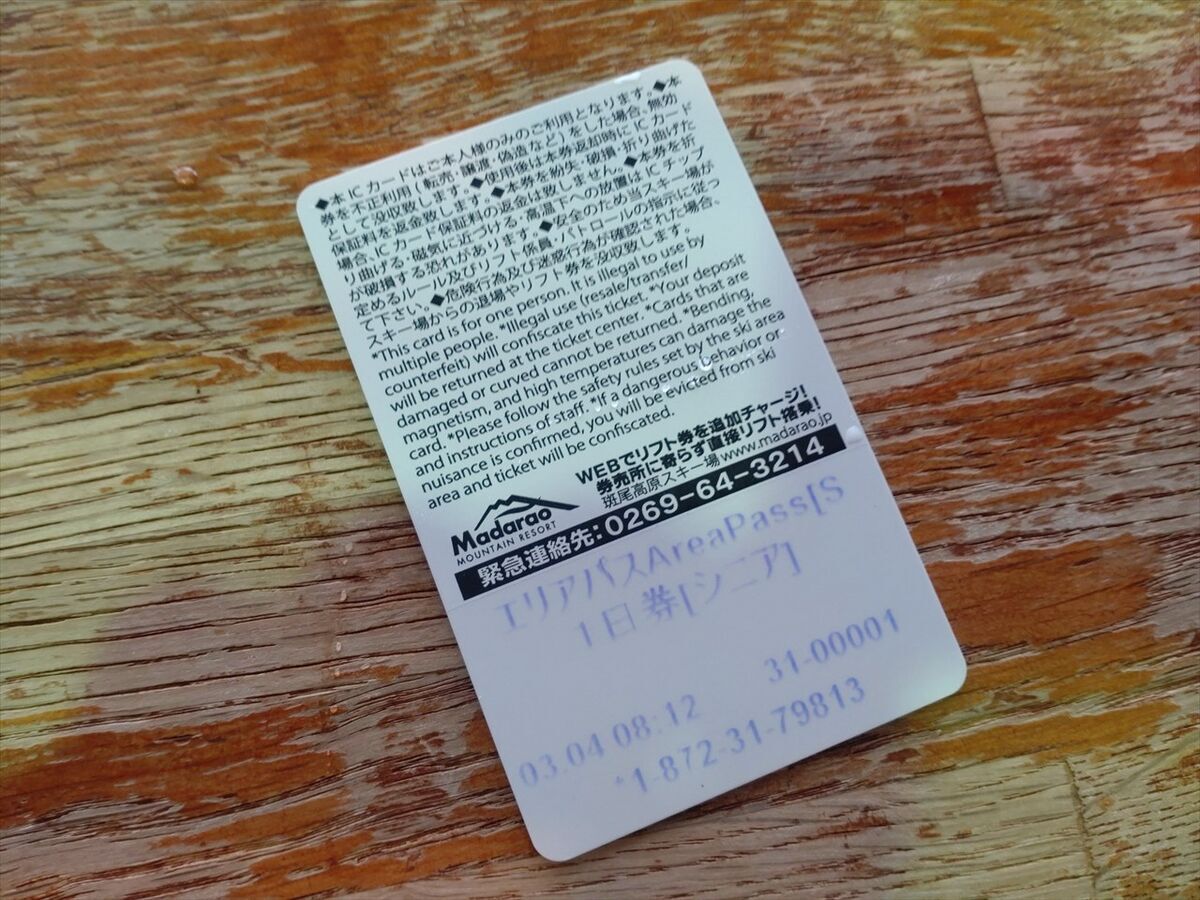 ◆本ICカードはご本人様のみのご利用となります。◆本
券を不正利用(転売・譲渡・偽造など)をした場合、無効
として没収致します。◆使用後は本券返却時にICカード
保証料を返金致します。◆本券を紛失・破損・折り曲げた
場合、ICカード保証料の返金は致しません。◆本券を折
り曲げる・磁気に近づける・高温下への放置はICチップ
が破損する恐れがあります。◆安全のため当スキー場が
定めるルール及びリフト係員・パトロールの指示に従っ
て下さい。◆危険行為及び迷惑行為が確認された場合、
スキー場からの退場やリフト券を没収致します。
*This card is for one person. It is illegal to use by
multiple people. *Illegal use (resale/transfer/
counterfeit) will confiscate this ticket. *Your deposit
will be returned at the ticket center. *Cards that are
damaged or curved cannot be returned. *Bending,
magnetism, and high temperatures can damage the
card. *Please follow the safety rules set by the ski area
and instructions of staff. *If a dangerous behavior or
nuisance is confirmed, you will be evicted from ski
area and ticket will be confiscated.
WEBでリフト券を追加チャージ!
券売所に寄らず直接リフト搭乗!
斑尾高原スキー場 www.madarao.jp
Madarao
MOUNTAIN RESORT
緊急連絡先:0269-64-3214
エリアパスAreaPass[S
1日券[シニア]
31-00001
03.04 08:12
*1-872-31-79813